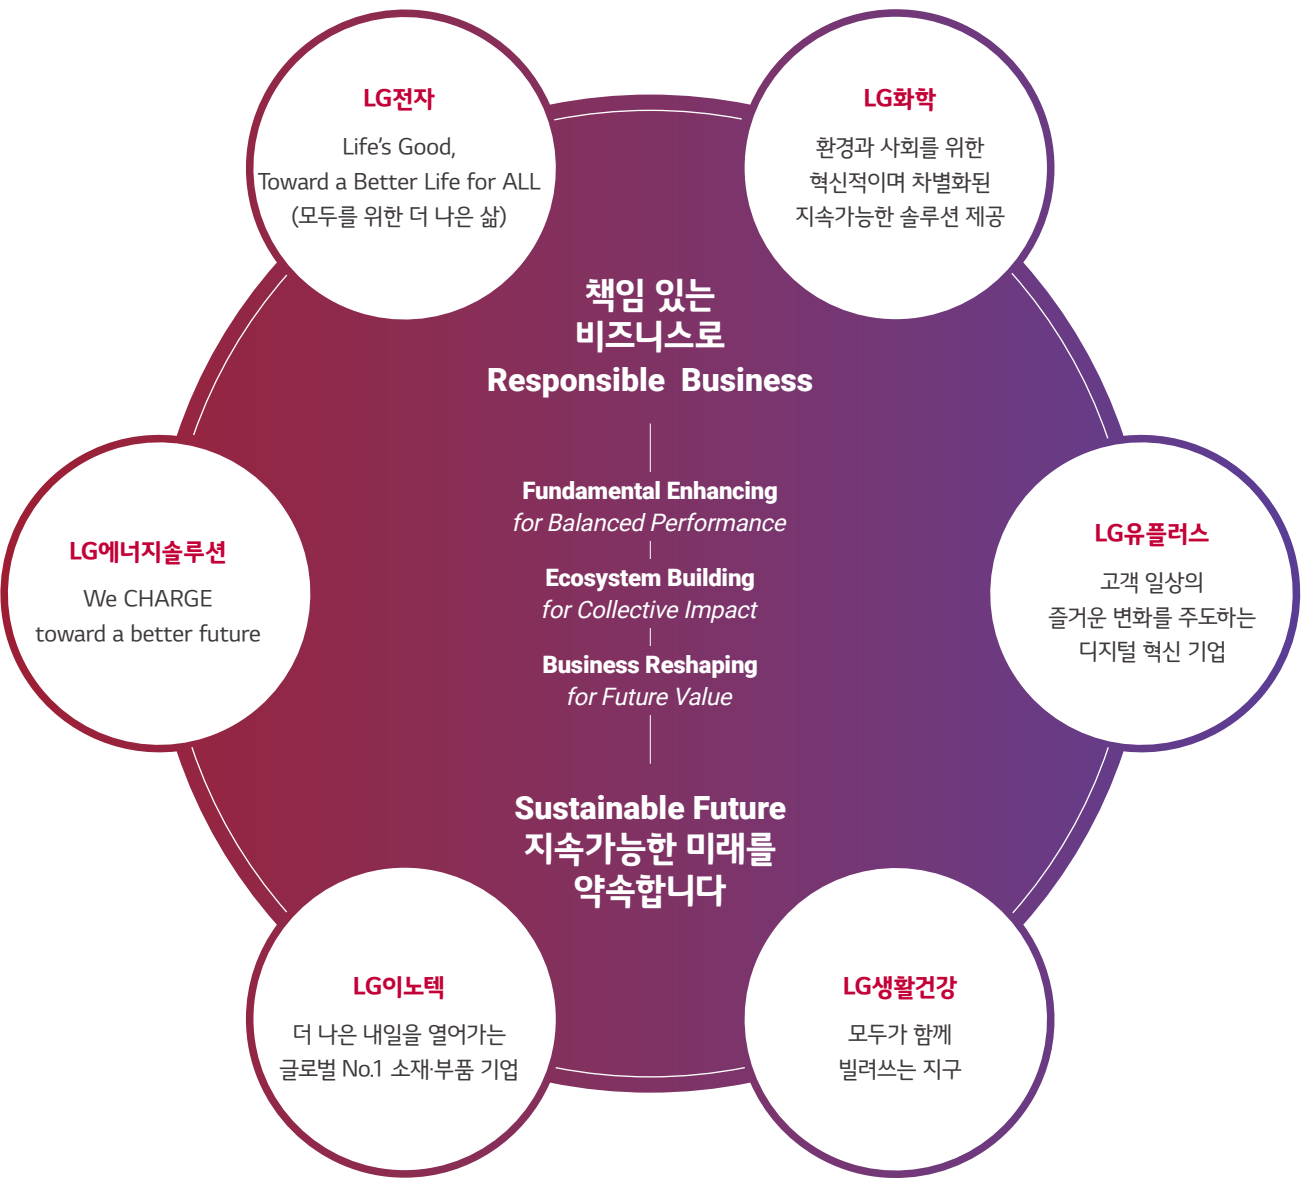 LG전자
Life's Good,
Toward a Better Life for ALL
(모두를 위한 더 나은 삶)
LG화학
환경과 사회를 위한
혁신적이며 차별화된
지속가능한 솔루션 제공
책임 있는
비즈니스로
Responsible Business
Fundamental Enhancing
for Balanced Performance
Ecosystem Building
for Collective Impact
Business Reshaping
for Future Value
Sustainable Future
지속가능한 미래를
약속합니다
LG에너지솔루션
We CHARGE
toward a better future
LG유플러스
고객 일상의
즐거운 변화를 주도하는
디지털 혁신 기업
LG이노텍
더 나은 내일을 열어가는
글로벌 No.1 소재·부품 기업
LG생활건강
모두가 함께
빌려쓰는 지구